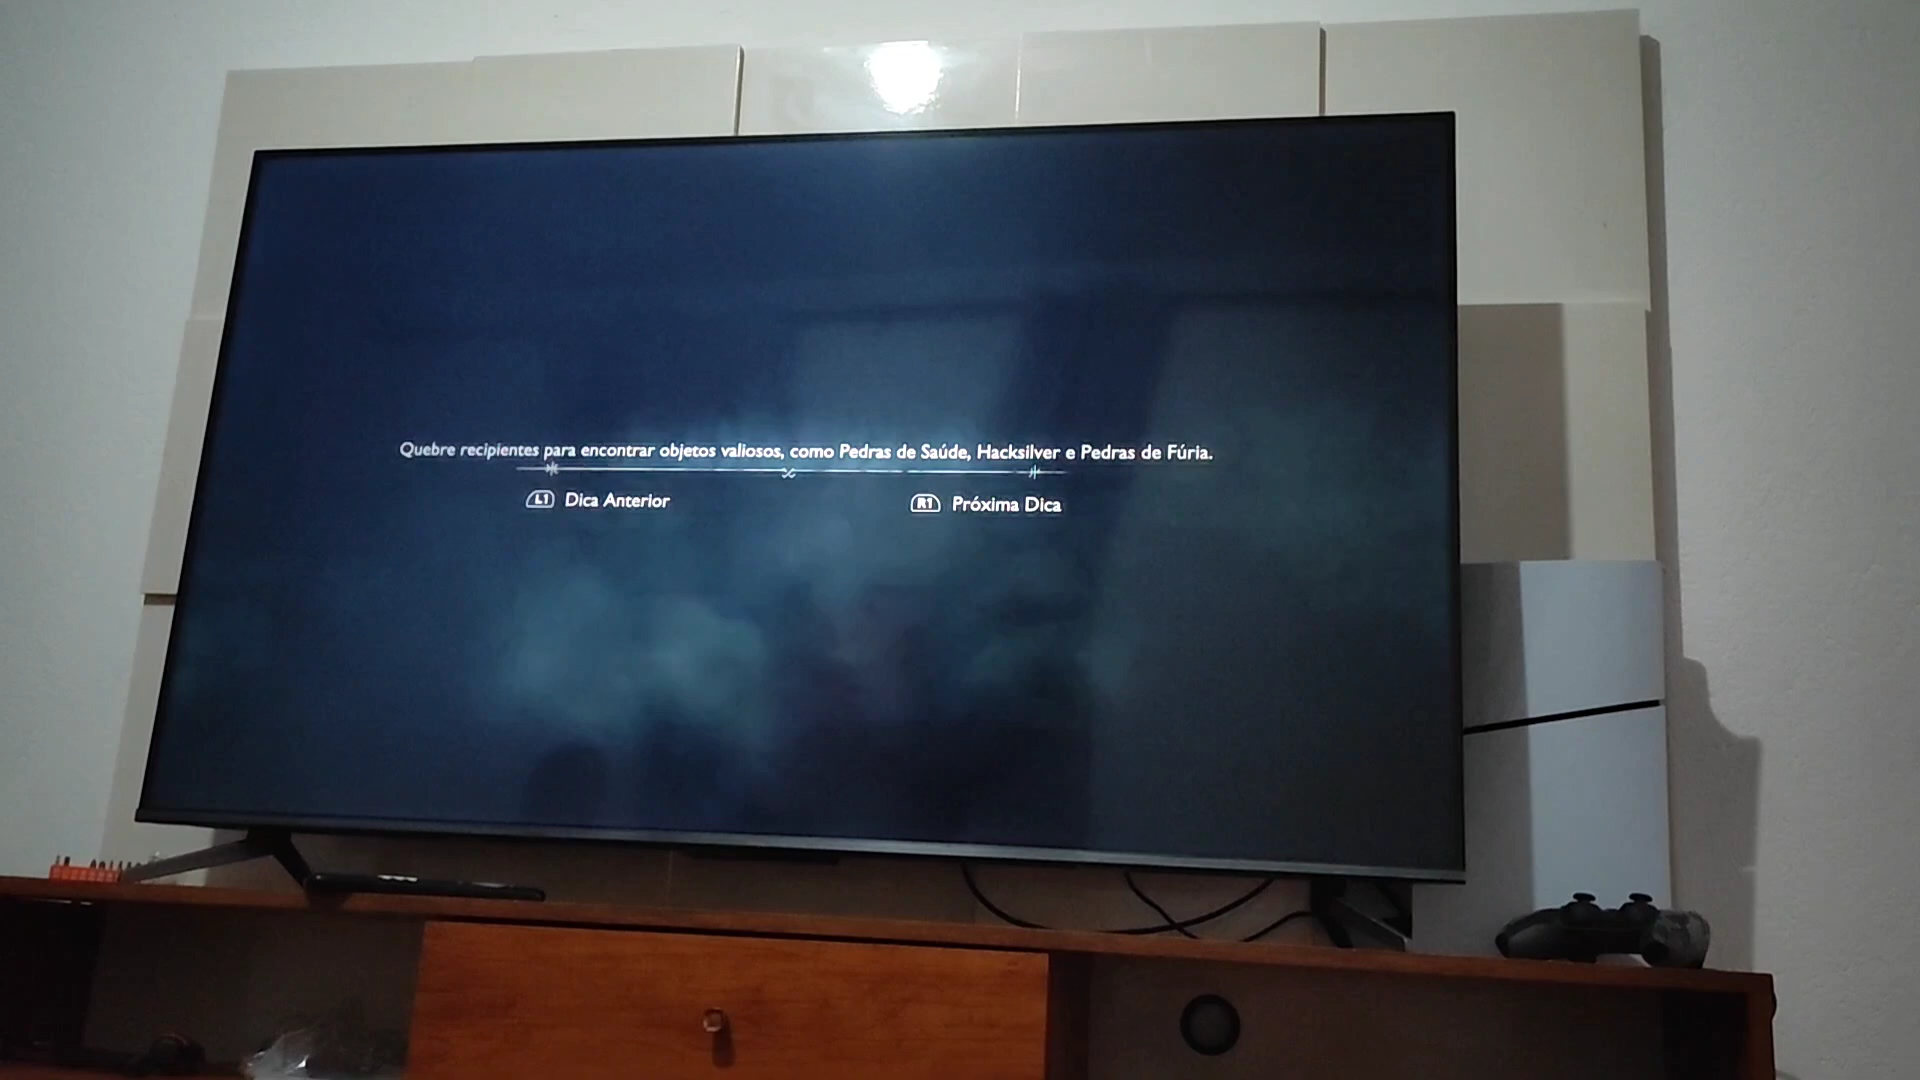 Quebre recipientes para encontrar objetos valiosos, como Pedras de Saúde, Hacksilver e Pedras de Fúria.
L1 Dica Anterior
R1 Próxima Dica